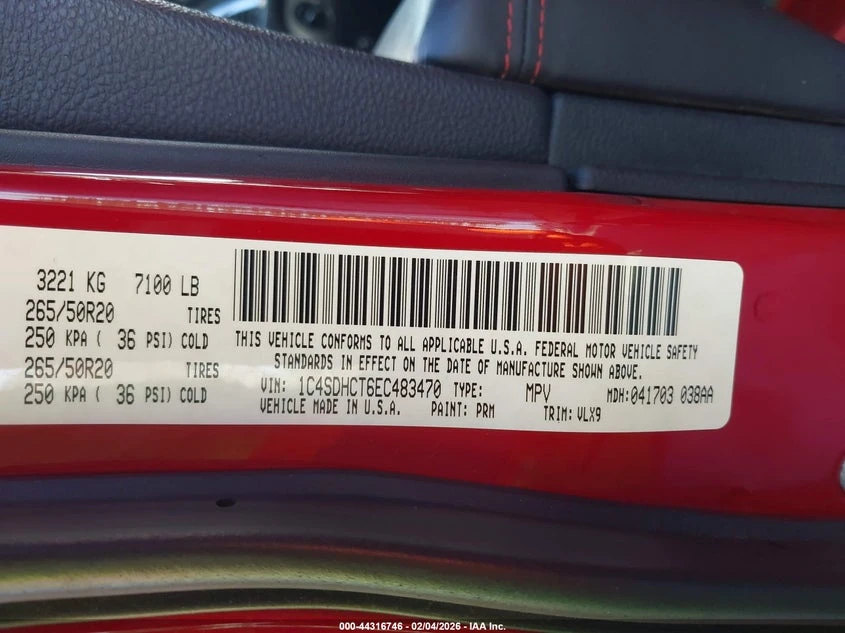 3221 KG 7100 LB
265/50R20 TIRES
250 KPA ( 36 PSI) COLD
265/50R20 TIRES
250 KPA ( 36 PSI) COLD
THIS VEHICLE CONFORMS TO ALL APPLICABLE U.S.A. FEDERAL MOTOR VEHICLE SAFETY
STANDARDS IN EFFECT ON THE DATE OF MANUFACTURE SHOWN ABOVE.
VIN: 1C4SDHCT6EC483470 TYPE: MPV MDH: 041703 038AA
VEHICLE MADE IN U.S.A. PAINT: PRM TRIM: VLX9
000-44316746 - 02/04/2026 - IAA Inc.